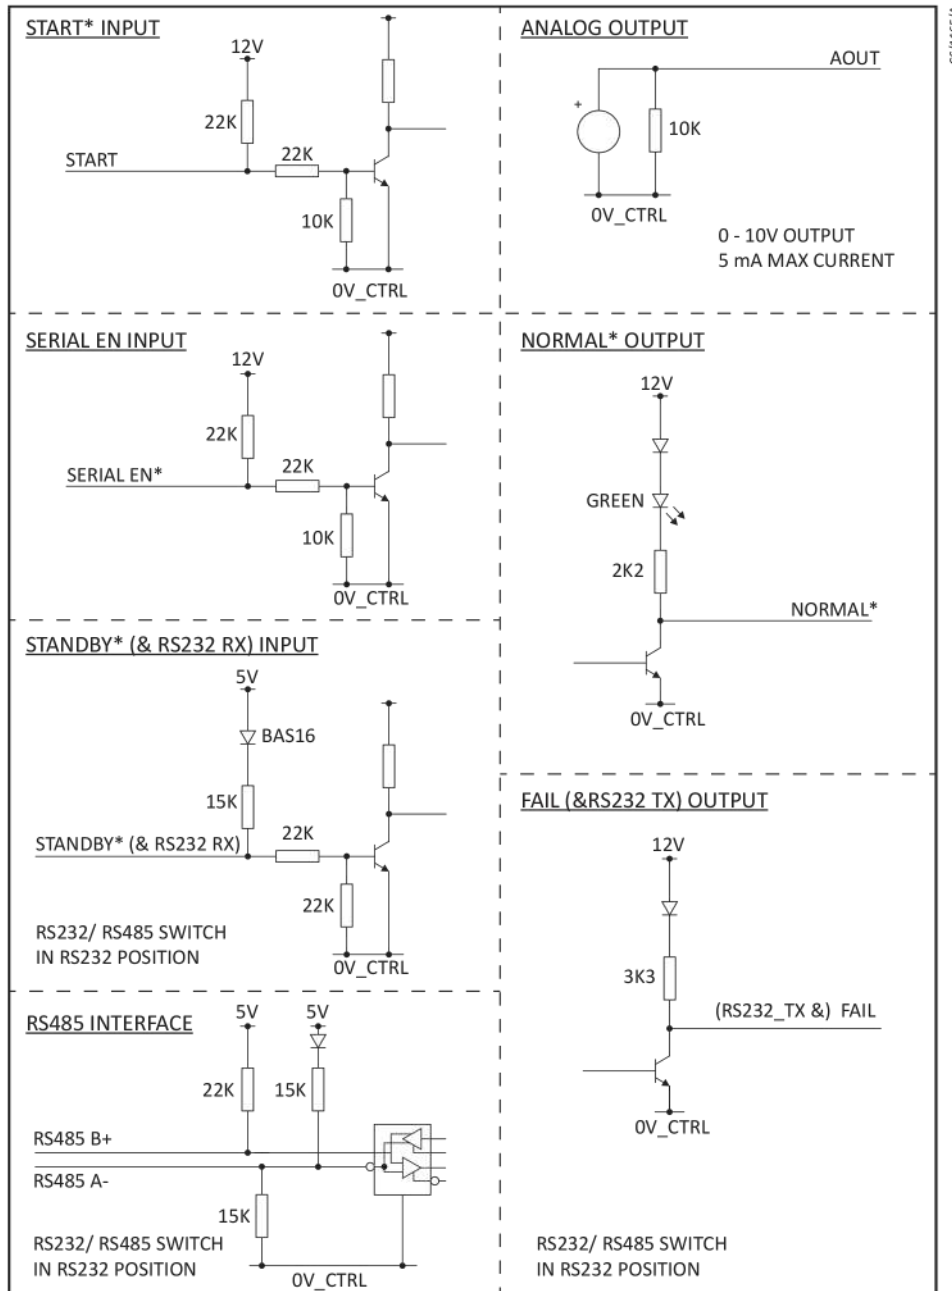 START* INPUT
12V
22K
START
22K
10K
0V_CTRL
SERIAL EN INPUT
12V
22K
22K
SERIAL EN*
10K
0V_CTRL
STANDBY* (& RS232 RX) INPUT
5V
BAS16
15K
22K
STANDBY* (& RS232 RX)
22K
RS232/ RS485 SWITCH
IN RS232 POSITION
0V_CTRL
RS485 INTERFACE
5V
5V
22K
15K
RS485 B+
RS485 A-
15K
RS232/ RS485 SWITCH
IN RS232 POSITION
0V_CTRL
ANALOG OUTPUT
AOUT
+
10K
0V_CTRL
0 - 10V OUTPUT
5 mA MAX CURRENT
NORMAL* OUTPUT
12V
GREEN
2K2
NORMAL*
0V_CTRL
FAIL (&RS232 TX) OUTPUT
12V
3K3
(RS232_TX &) FAIL
0V_CTRL
RS232/ RS485 SWITCH
IN RS232 POSITION